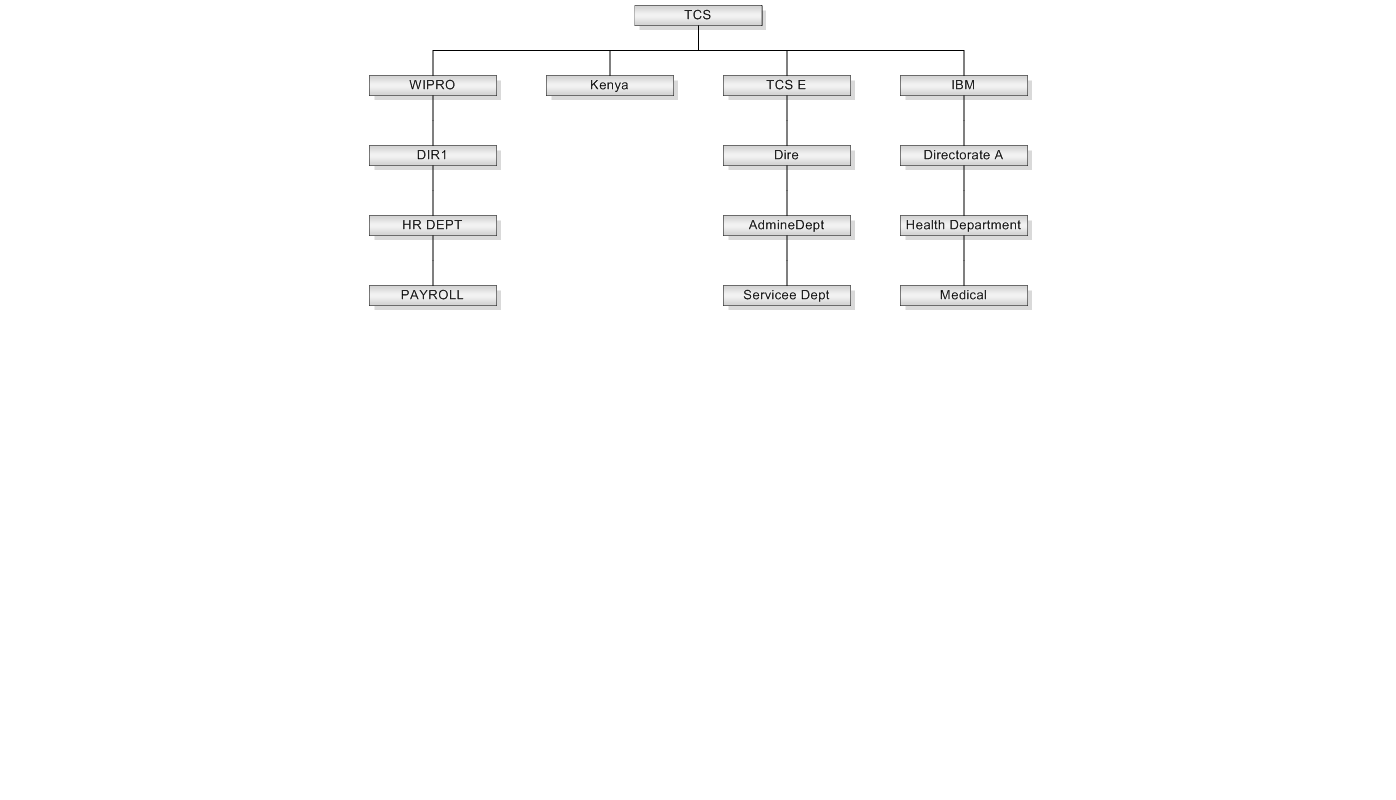 TCS
WIPRO
Kenya
TCS E
IBM
DIR1
Dire
Directorate A
HR DEPT
AdmineDept
Health Department
PAYROLL
Servicee Dept
Medical